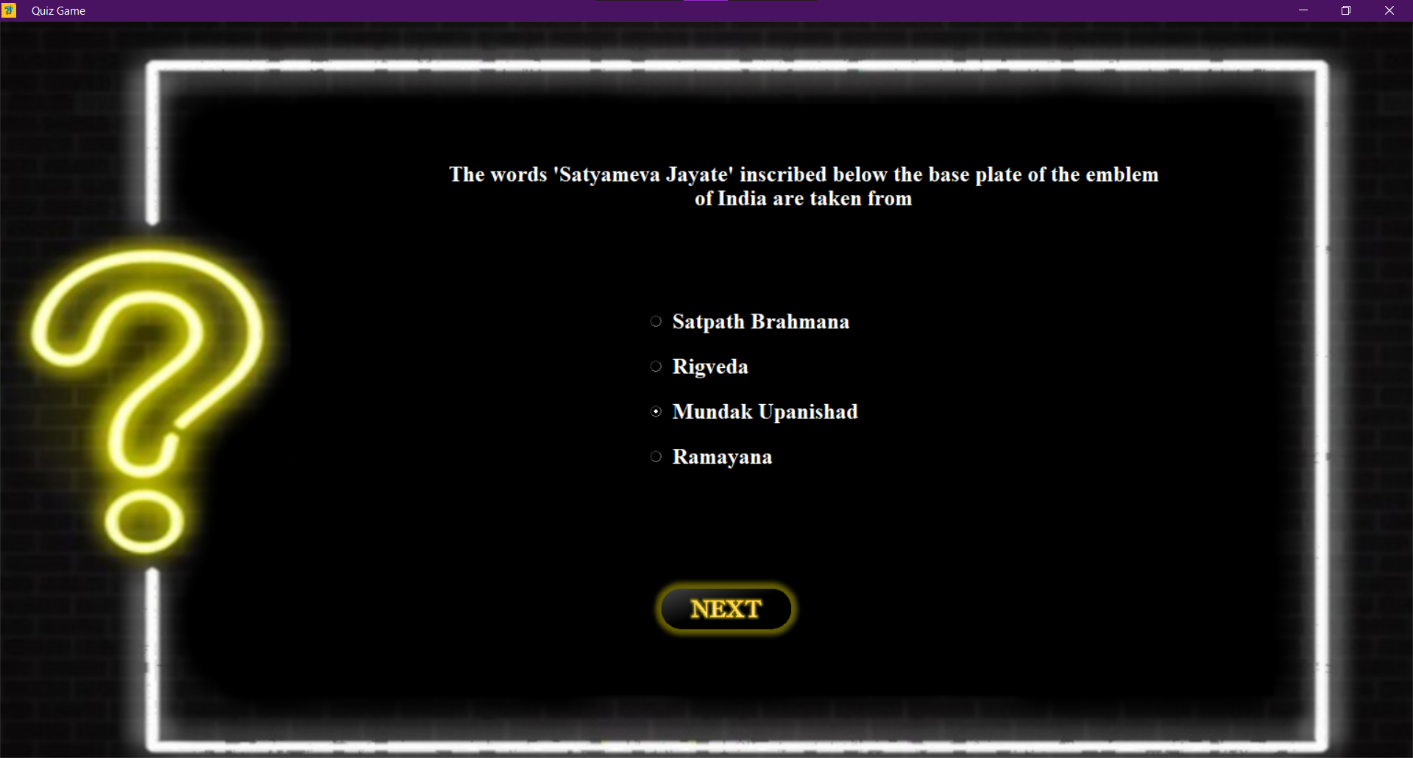 Quiz Game
The words 'Satyameva Jayate' inscribed below the base plate of the emblem
of India are taken from
Satpath Brahmana
Rigveda
Mundak Upanishad
Ramayana
NEXT